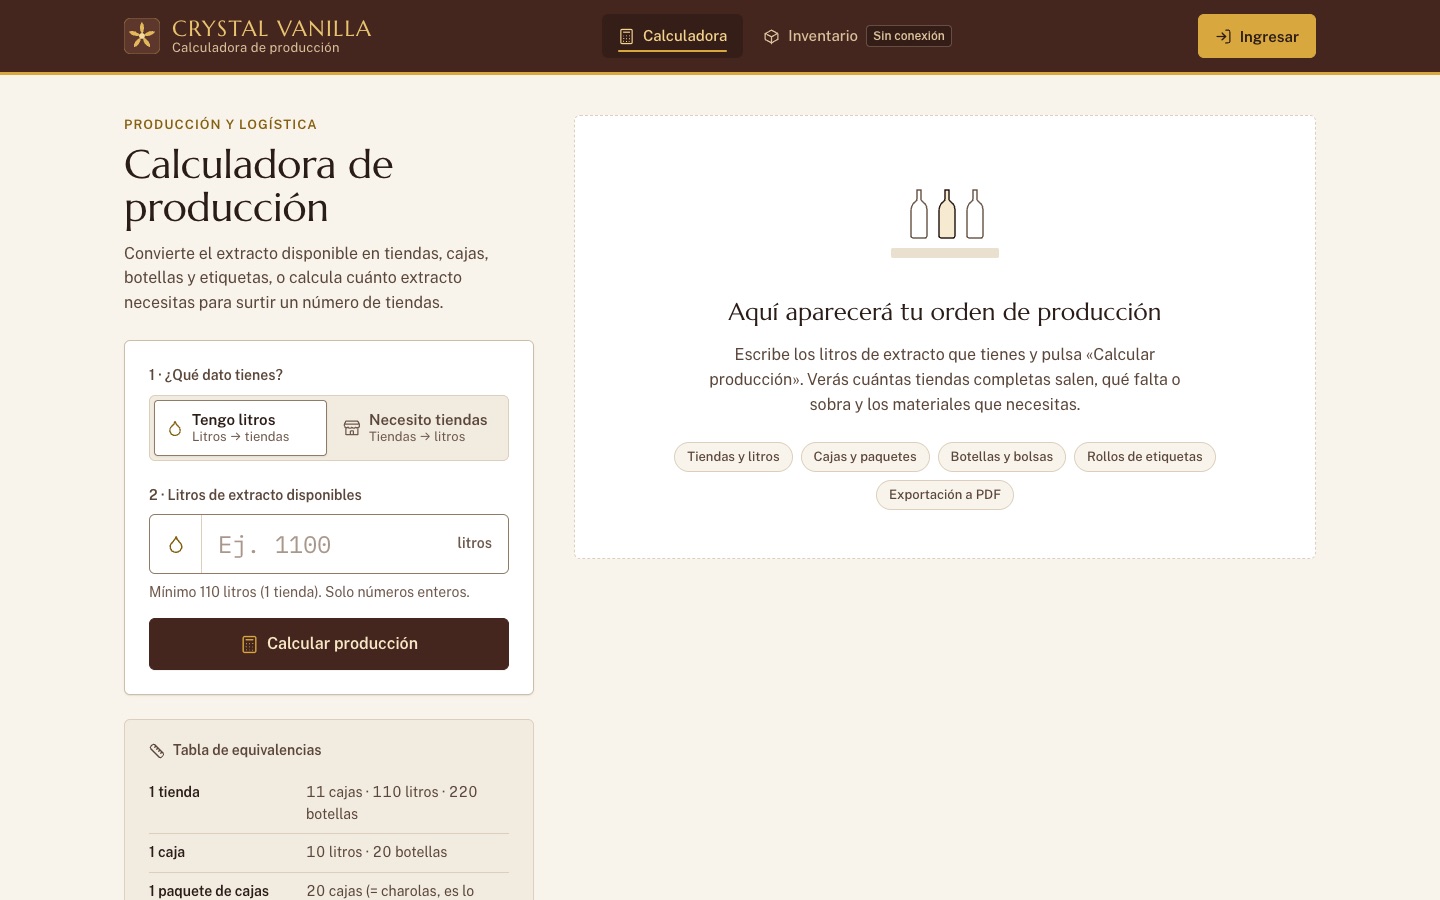 CRYSTAL VANILLA
Calculadora de producción
Calculadora
Inventario
Sin conexión
Ingresar
PRODUCCIÓN Y LOGÍSTICA
Calculadora de
producción
Convierte el extracto disponible en tiendas, cajas,
botellas y etiquetas, o calcula cuánto extracto
necesitas para surtir un número de tiendas.
1 · ¿Qué dato tienes?
Tengo litros
Litros → tiendas
Necesito tiendas
Tiendas → litros
2 · Litros de extracto disponibles
Ej. 1100
litros
Mínimo 110 litros (1 tienda). Solo números enteros.
Calcular producción
Tabla de equivalencias
1 tienda
11 cajas · 110 litros · 220
botellas
1 caja
10 litros · 20 botellas
1 paquete de cajas
20 cajas (= charolas, es lo
Aquí aparecerá tu orden de producción
Escribe los litros de extracto que tienes y pulsa «Calcular
producción». Verás cuántas tiendas completas salen, qué falta o
sobra y los materiales que necesitas.
Tiendas y litros
Cajas y paquetes
Botellas y bolsas
Rollos de etiquetas
Exportación a PDF